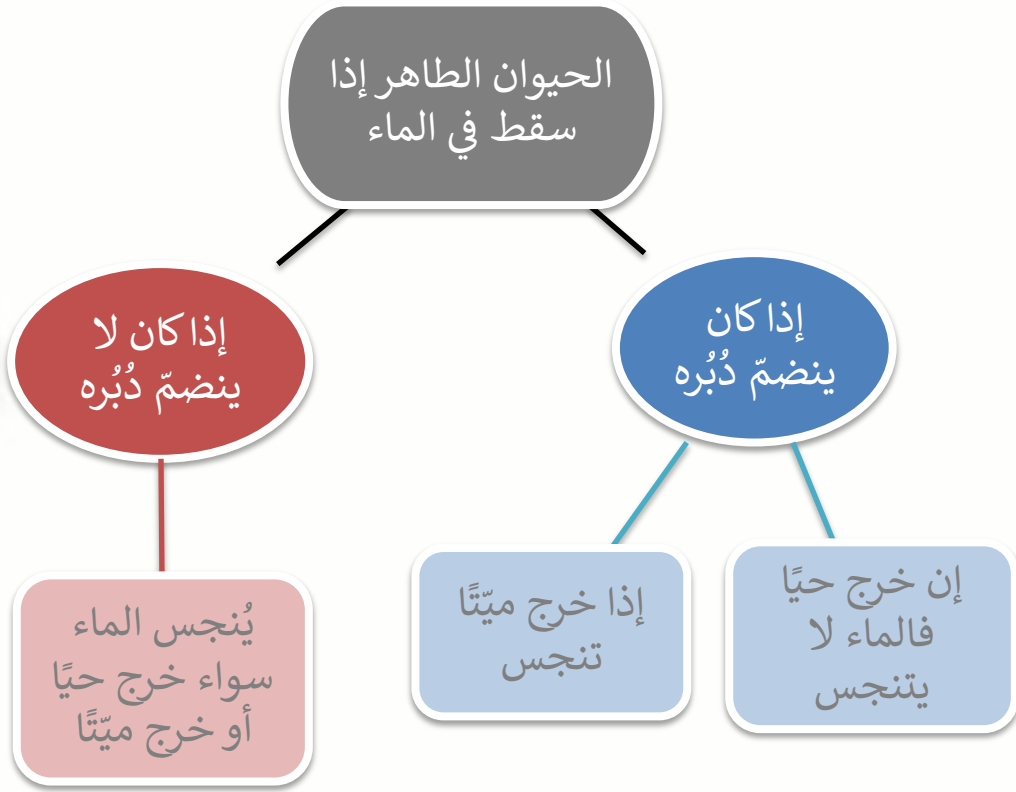 الحيوان الطاهر إذا
سقط في الماء
إذا كان
ينضمّ دُبُره
إذا كان لا
ينضمّ دُبُره
إن خرج حيًا
فالماء لا
يتنجس
إذا خرج ميّتًا
تنجس
يُنجس الماء
سواء خرج حيًا
أو خرج ميّتًا